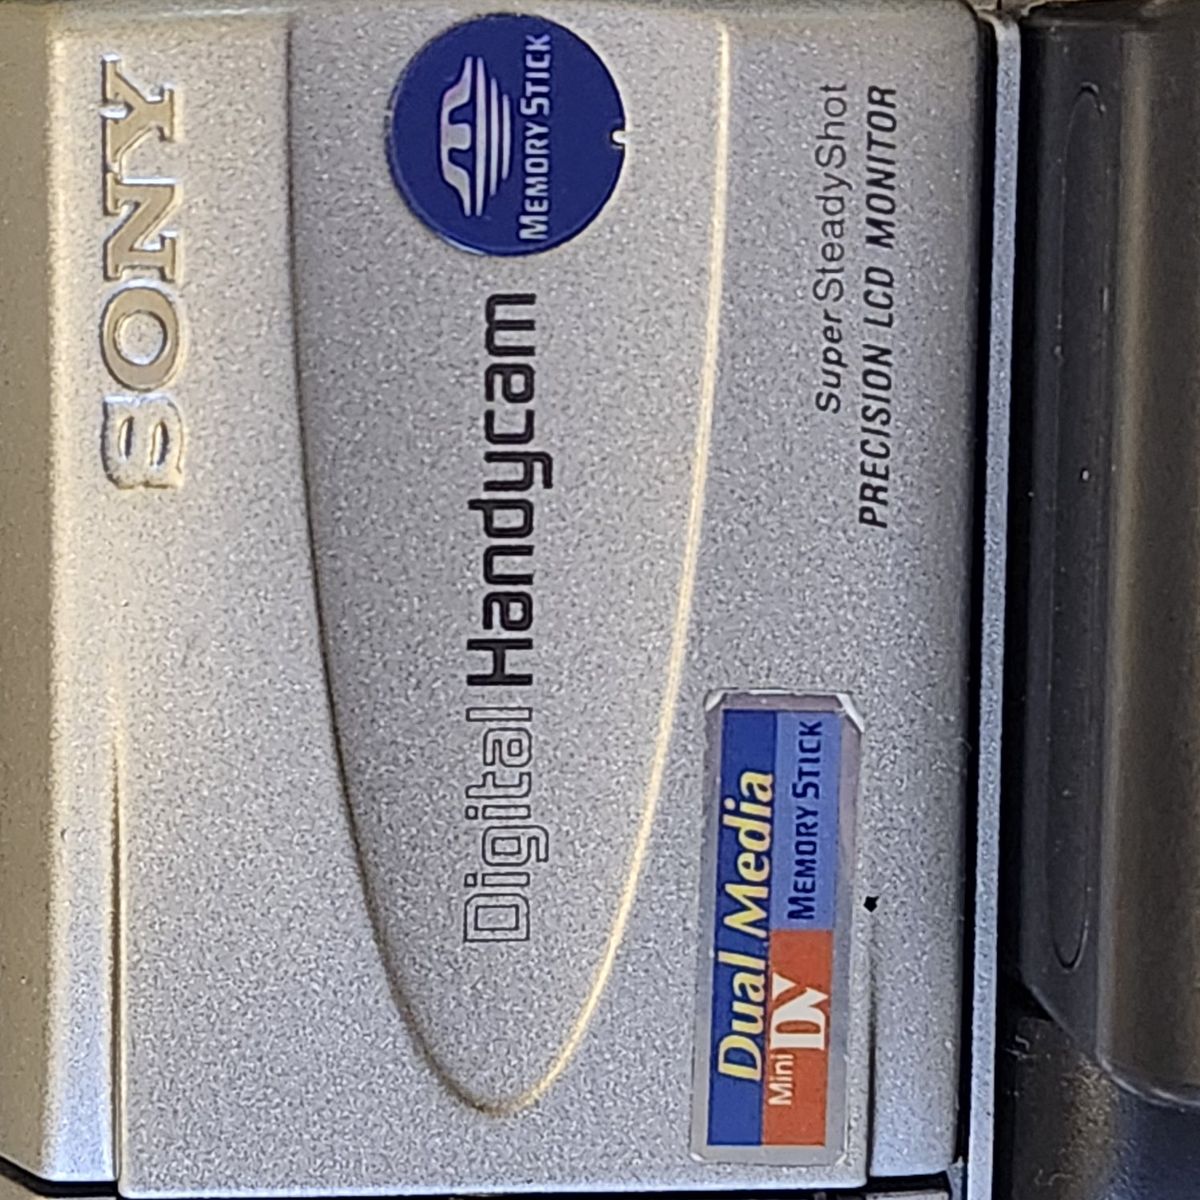 SONY
Digital Handycam
MEMORY STICK
Super SteadyShot
PRECISION LCD MONITOR
Dual Media
Mini DV
MEMORY STICK